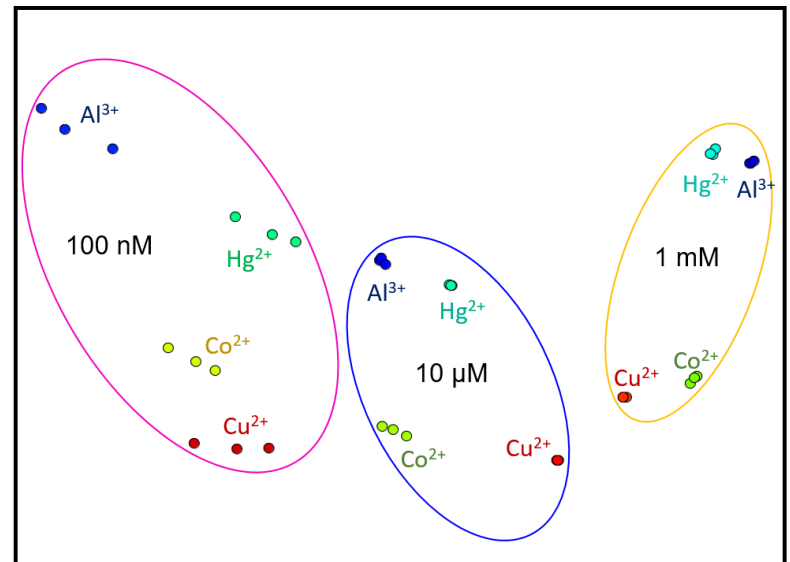 Al³⁺
100 nM
Hg²⁺
Co²⁺
Cu²⁺
Al³⁺
Hg²⁺
10 µM
Co²⁺
Cu²⁺
Hg²⁺
Al³⁺
1 mM
Co²⁺
Cu²⁺